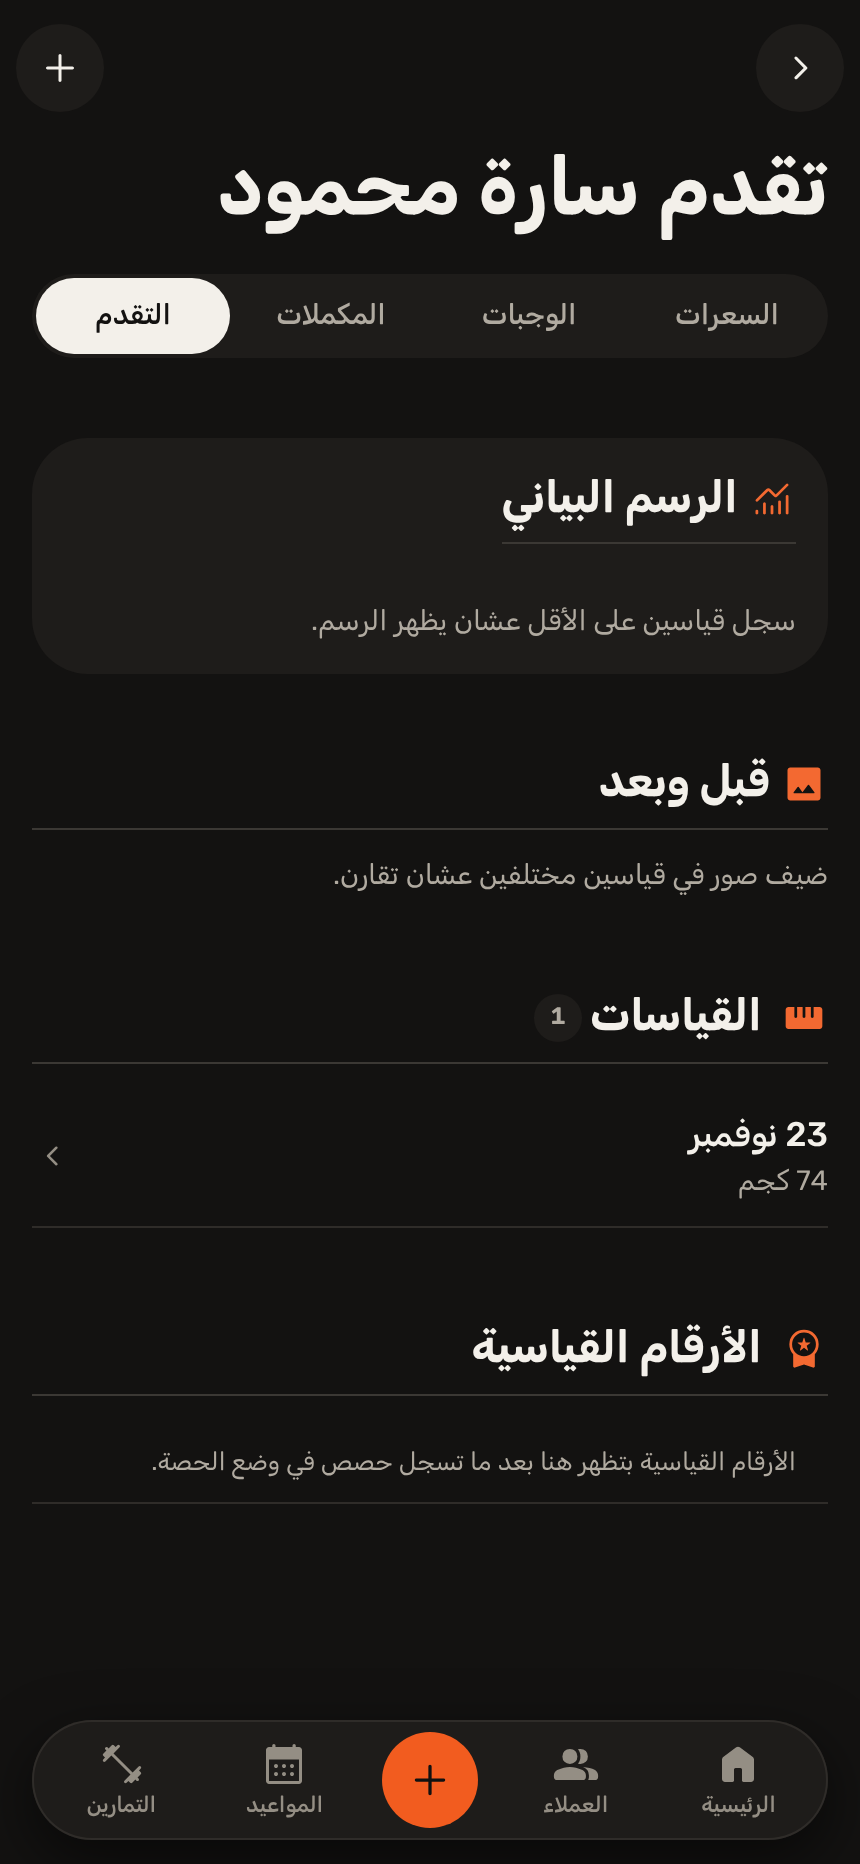 تقدم سارة محمود
السعرات
الوجبات
المكملات
التقدم
الرسم البياني
سجل قياسين على الأقل عشان يظهر الرسم.
قبل وبعد
ضيف صور في قياسين مختلفين عشان تقارن.
القياسات 1
23 نوفمبر
74 كجم
الأرقام القياسية
الأرقام القياسية بتظهر هنا بعد ما تسجل حصص في وضع الحصة.
الرئيسية
العملاء
المواعيد
التمارين